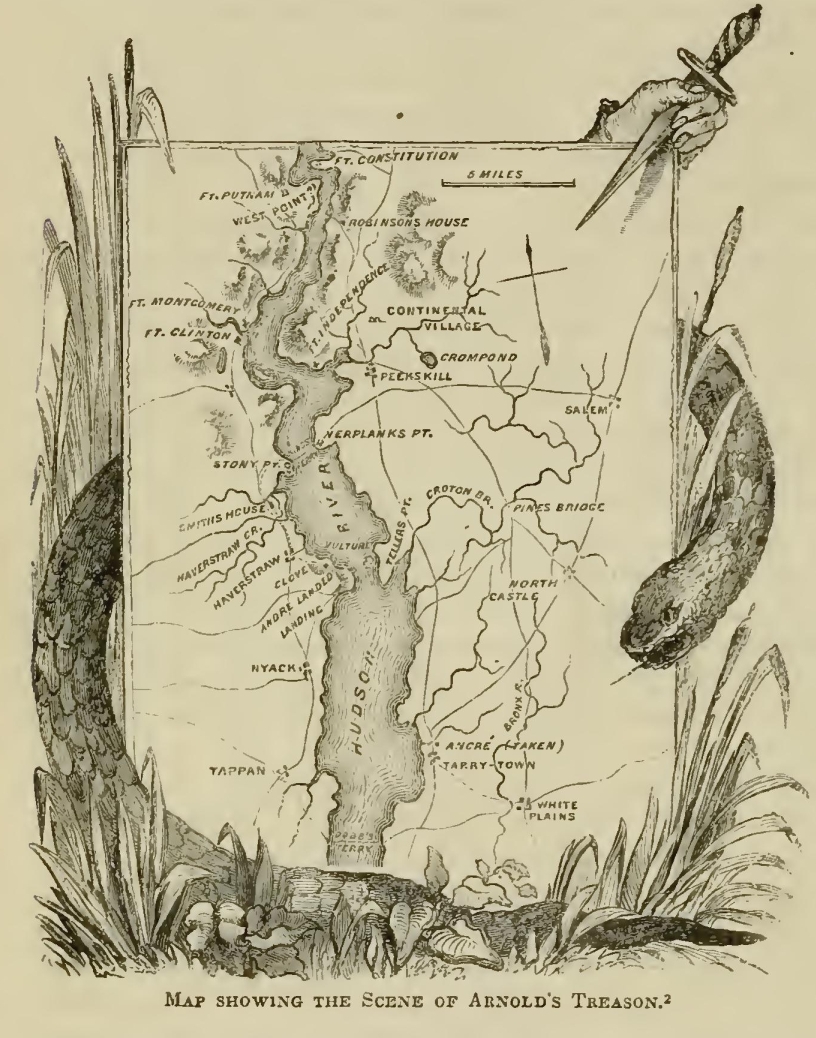 FT. CONSTITUTION
5 MILES
FT. PUTNAM
WEST POINT
ROBINSONS HOUSE
FT. MONTGOMERY
FT. INDEPENDENCE
CONTINENTAL
VILLAGE
FT. CLINTON
CROMPOND
PEEKSKILL
SALEM
VERPLANKS PT.
STONY PT.
RIVER
CROTON BR.
PINES BRIDGE
SMITHS HOUSE
TELLERS PT.
HAVERSTRAW CR.
VULTURE
HAVERSTRAW
CLOVE
NORTH
CASTLE
ANDRE LANDED
LANDING
NYACK
HUDSON
BRONX R.
ANDRÉ (TAKEN)
TARRY-TOWN
TAPPAN
WHITE
PLAINS
DOBB'S
FERRY
MAP SHOWING THE SCENE OF ARNOLD'S TREASON.²